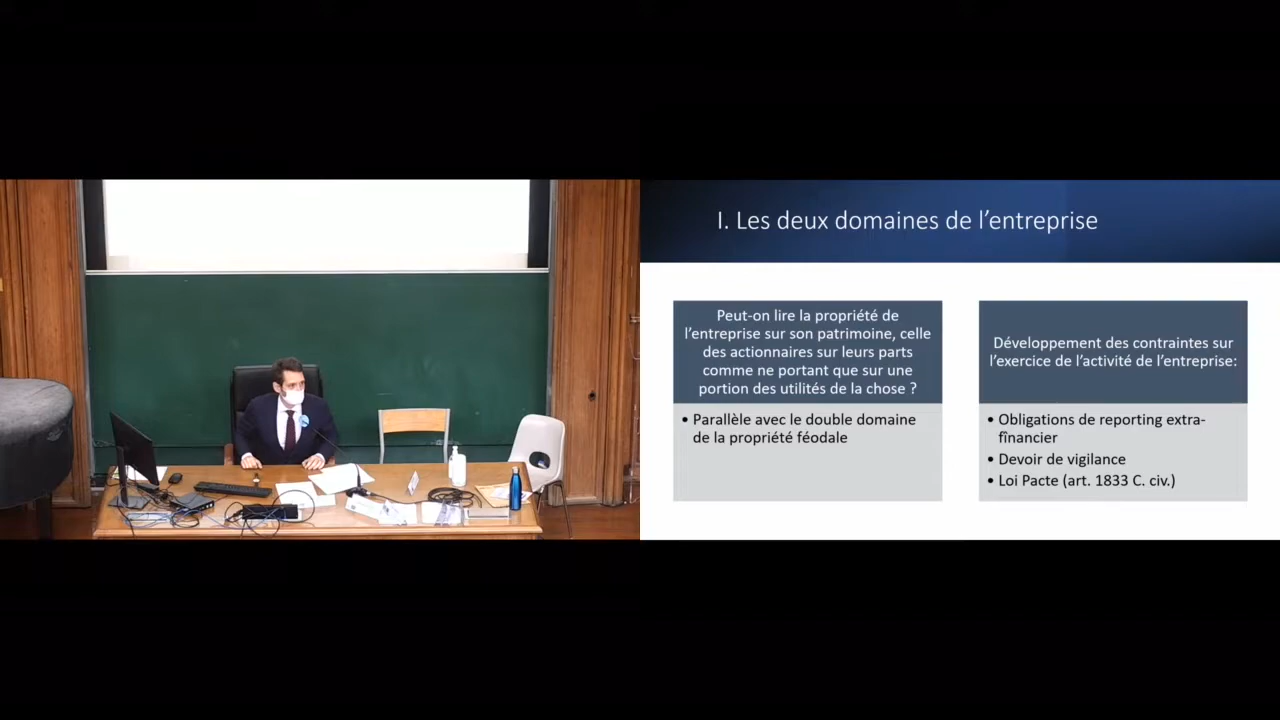 I. Les deux domaines de l’entreprise
Peut-on lire la propriété de
l’entreprise sur son patrimoine, celle
des actionnaires sur leurs parts
comme ne portant que sur une
portion des utilités de la chose ?
• Parallèle avec le double domaine
de la propriété féodale
Développement des contraintes sur
l’exercice de l’activité de l’entreprise:
• Obligations de reporting extra-
financier
• Devoir de vigilance
• Loi Pacte (art. 1833 C. civ.)